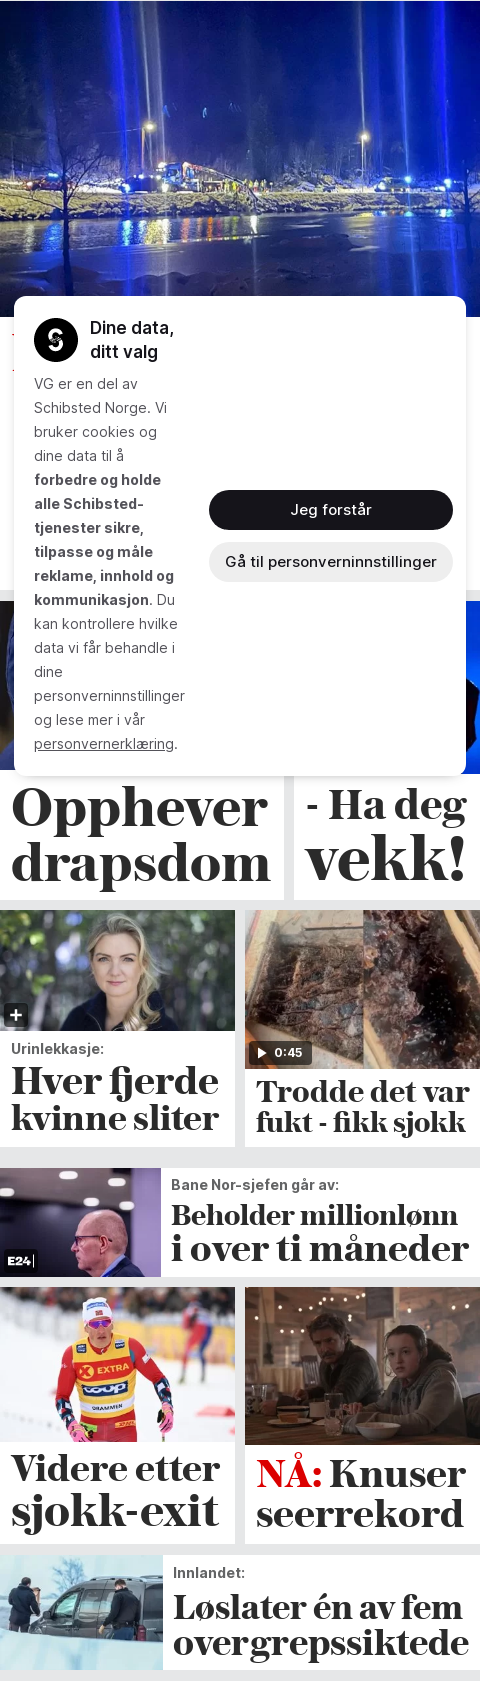 Dine data,
ditt valg
VG er en del av
Schibsted Norge. Vi
bruker cookies og
dine data til å
forbedre og holde
alle Schibsted-
tjenester sikre,
tilpasse og måle
reklame, innhold og
kommunikasjon. Du
kan kontrollere hvilke
data vi får behandle i
dine
personverninnstillinger
og lese mer i vår
personvernerklæring.
Jeg forstår
Gå til personverninnstillinger
Opphever
drapsdom
- Ha deg
vekk!
Urinlekkasje:
Hver fjerde
kvinne sliter
0:45
Trodde det var
fukt - fikk sjokk
E24
Bane Nor-sjefen går av:
Beholder millionlønn
i over ti måneder
EXTRA
coop
DRAMMEN
Videre etter
sjokk-exit
NÅ: Knuser
seerrekord
Innlandet:
Løslater én av fem
overgrepssiktede